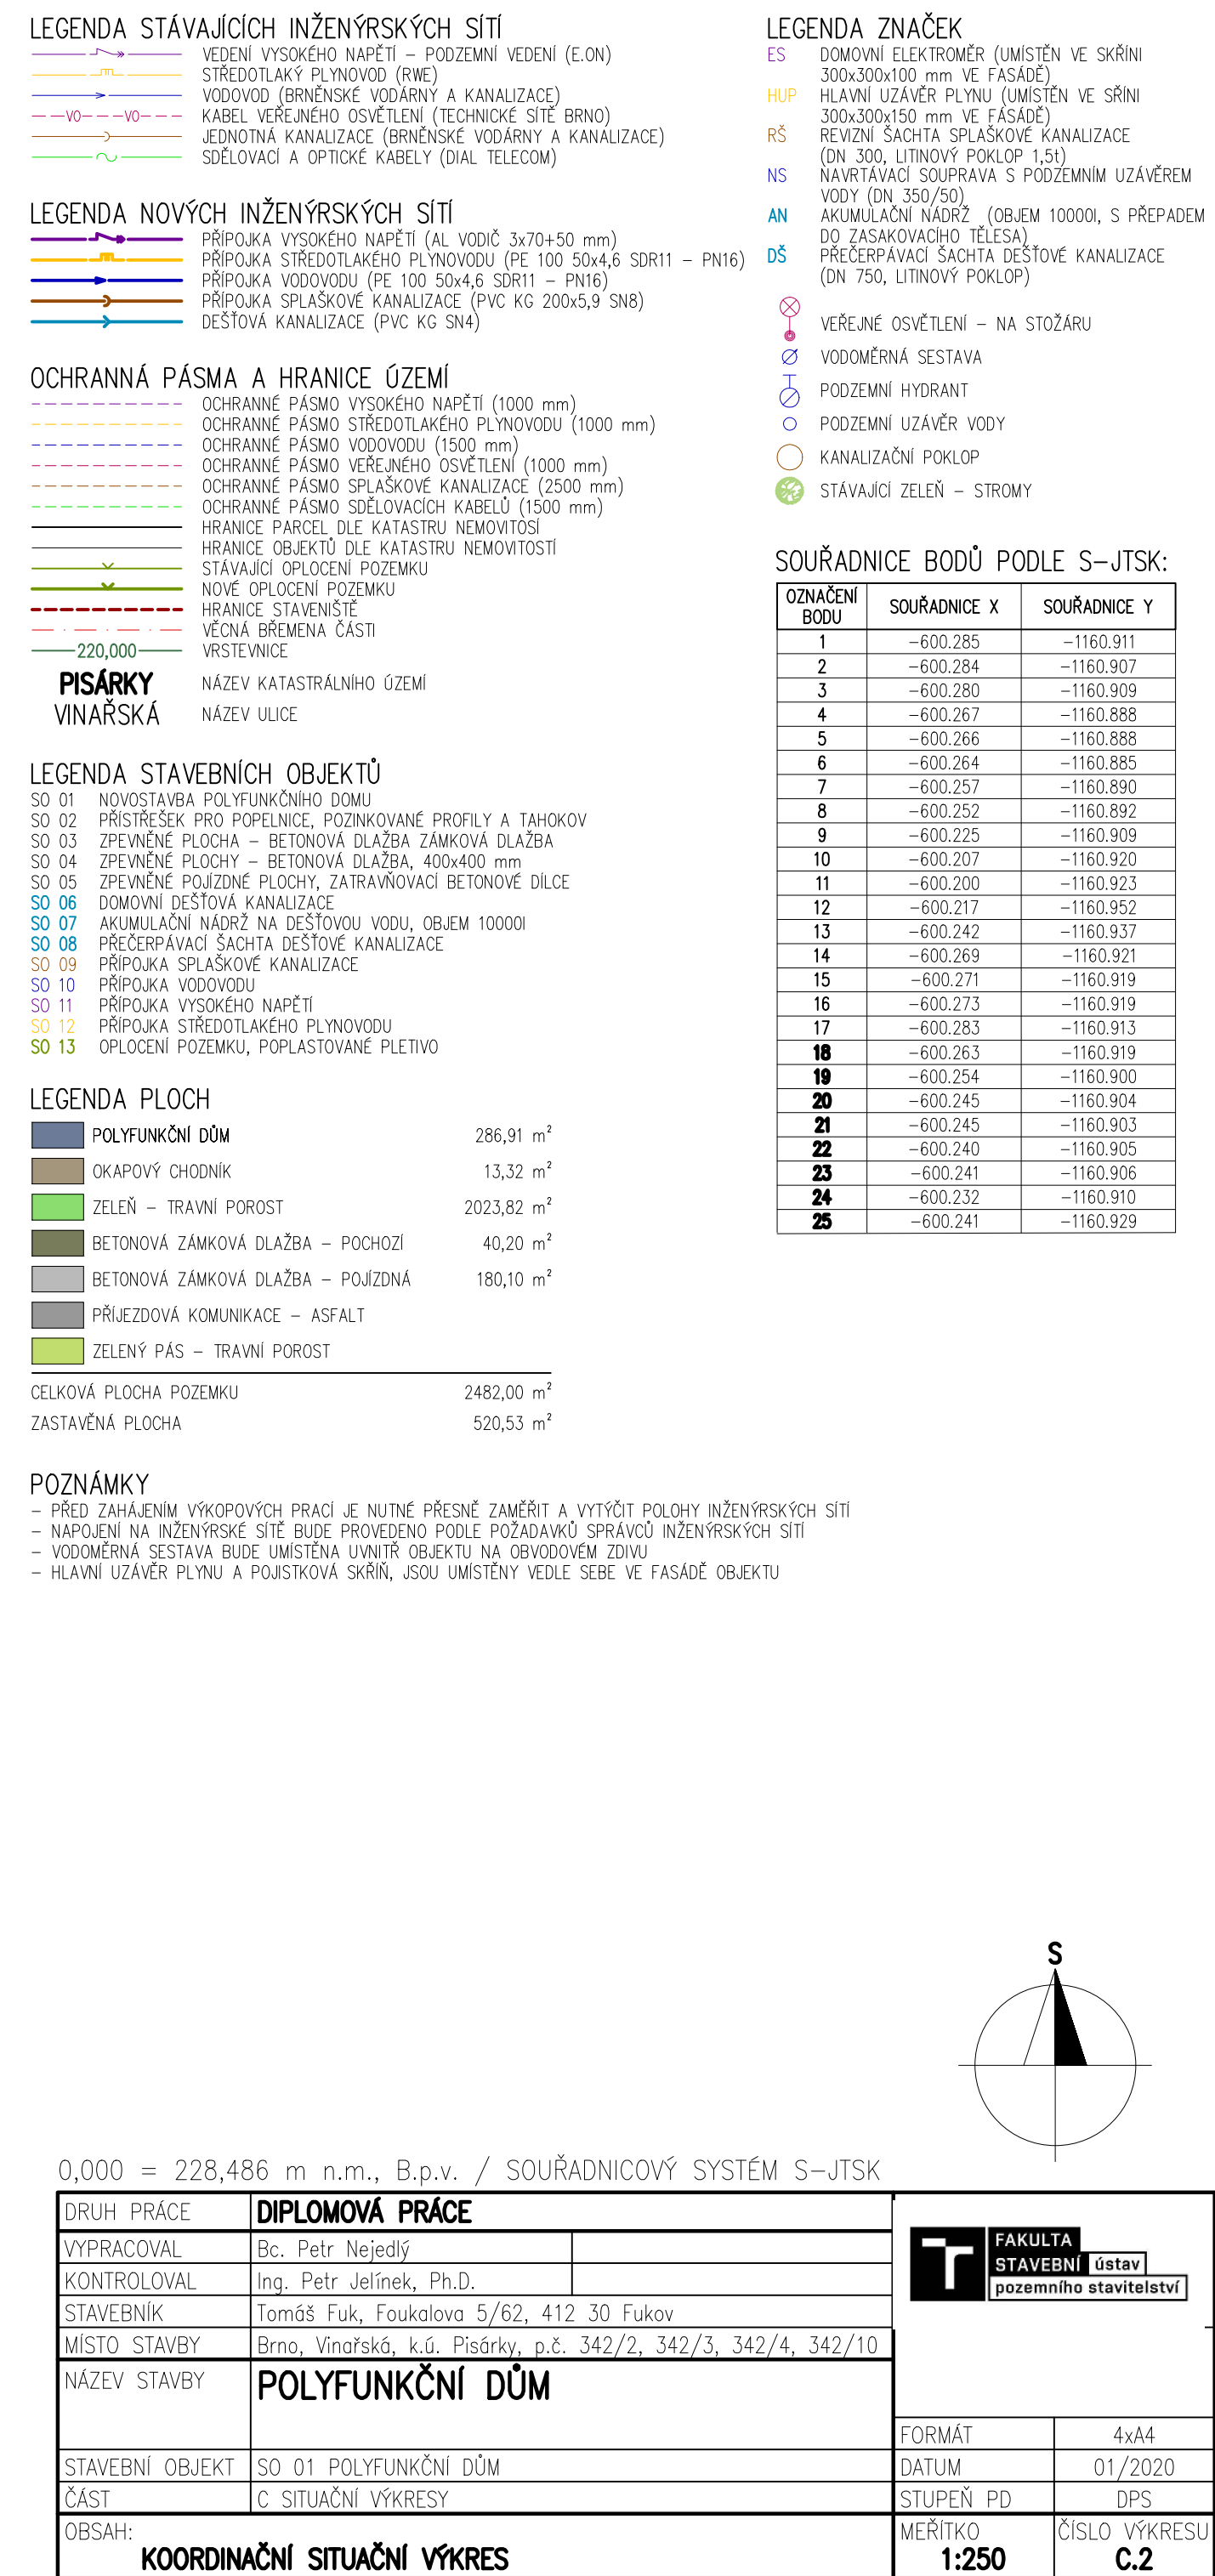 LEGENDA STÁVAJÍCÍCH INŽENÝRSKÝCH SÍTÍ
VEDENÍ VYSOKÉHO NAPĚTÍ – PODZEMNÍ VEDENÍ (E.ON)
STŘEDOTLAKÝ PLYNOVOD (RWE)
VODOVOD (BRNĚNSKÉ VODÁRNY A KANALIZACE)
VO VO KABEL VEŘEJNÉHO OSVĚTLENÍ (TECHNICKÉ SÍTĚ BRNO)
JEDNOTNÁ KANALIZACE (BRNĚNSKÉ VODÁRNY A KANALIZACE)
SDĚLOVACÍ A OPTICKÉ KABELY (DIAL TELECOM)
LEGENDA NOVÝCH INŽENÝRSKÝCH SÍTÍ
PŘÍPOJKA VYSOKÉHO NAPĚTÍ (AL VODIČ 3x70+50 mm)
PŘÍPOJKA STŘEDOTLAKÉHO PLYNOVODU (PE 100 50x4,6 SDR11 – PN16)
PŘÍPOJKA VODOVODU (PE 100 50x4,6 SDR11 – PN16)
PŘÍPOJKA SPLAŠKOVÉ KANALIZACE (PVC KG 200x5,9 SN8)
DEŠŤOVÁ KANALIZACE (PVC KG SN4)
OCHRANNÁ PÁSMA A HRANICE ÚZEMÍ
OCHRANNÉ PÁSMO VYSOKÉHO NAPĚTÍ (1000 mm)
OCHRANNÉ PÁSMO STŘEDOTLAKÉHO PLYNOVODU (1000 mm)
OCHRANNÉ PÁSMO VODOVODU (1500 mm)
OCHRANNÉ PÁSMO VEŘEJNÉHO OSVĚTLENÍ (1000 mm)
OCHRANNÉ PÁSMO SPLAŠKOVÉ KANALIZACE (2500 mm)
OCHRANNÉ PÁSMO SDĚLOVACÍCH KABELŮ (1500 mm)
HRANICE PARCEL DLE KATASTRU NEMOVITOSÍ
HRANICE OBJEKTŮ DLE KATASTRU NEMOVITOSTÍ
STÁVAJÍCÍ OPLOCENÍ POZEMKU
NOVÉ OPLOCENÍ POZEMKU
HRANICE STAVENIŠTĚ
VĚCNÁ BŘEMENA ČÁSTI
220,000 VRSTEVNICE
PISÁRKY NÁZEV KATASTRÁLNÍHO ÚZEMÍ
VINAŘSKÁ NÁZEV ULICE
LEGENDA STAVEBNÍCH OBJEKTŮ
SO 01 NOVOSTAVBA POLYFUNKČNÍHO DOMU
SO 02 PŘÍSTŘEŠEK PRO POPELNICE, POZINKOVANÉ PROFILY A TAHOKOV
SO 03 ZPEVNĚNÉ PLOCHA – BETONOVÁ DLAŽBA ZÁMKOVÁ DLAŽBA
SO 04 ZPEVNĚNÉ PLOCHY – BETONOVÁ DLAŽBA, 400x400 mm
SO 05 ZPEVNĚNÉ POJÍZDNÉ PLOCHY, ZATRAVŇOVACÍ BETONOVÉ DÍLCE
SO 06 DOMOVNÍ DEŠŤOVÁ KANALIZACE
SO 07 AKUMULAČNÍ NÁDRŽ NA DEŠŤOVOU VODU, OBJEM 10000l
SO 08 PŘEČERPÁVACÍ ŠACHTA DEŠŤOVÉ KANALIZACE
SO 09 PŘÍPOJKA SPLAŠKOVÉ KANALIZACE
SO 10 PŘÍPOJKA VODOVODU
SO 11 PŘÍPOJKA VYSOKÉHO NAPĚTÍ
SO 12 PŘÍPOJKA STŘEDOTLAKÉHO PLYNOVODU
SO 13 OPLOCENÍ POZEMKU, POPLASTOVANÉ PLETIVO
LEGENDA PLOCH
POLYFUNKČNÍ DŮM 286,91 m²
OKAPOVÝ CHODNÍK 13,32 m²
ZELEŇ – TRAVNÍ POROST 2023,82 m²
BETONOVÁ ZÁMKOVÁ DLAŽBA – POCHOZÍ 40,20 m²
BETONOVÁ ZÁMKOVÁ DLAŽBA – POJÍZDNÁ 180,10 m²
PŘÍJEZDOVÁ KOMUNIKACE – ASFALT
ZELENÝ PÁS – TRAVNÍ POROST
CELKOVÁ PLOCHA POZEMKU 2482,00 m²
ZASTAVĚNÁ PLOCHA 520,53 m²
POZNÁMKY
– PŘED ZAHÁJENÍM VÝKOPOVÝCH PRACÍ JE NUTNÉ PŘESNĚ ZAMĚŘIT A VYTÝČIT POLOHY INŽENÝRSKÝCH SÍTÍ
– NAPOJENÍ NA INŽENÝRSKÉ SÍTĚ BUDE PROVEDENO PODLE POŽADAVKŮ SPRÁVCŮ INŽENÝRSKÝCH SÍTÍ
– VODOMĚRNÁ SESTAVA BUDE UMÍSTĚNA UVNITŘ OBJEKTU NA OBVODOVÉM ZDIVU
– HLAVNÍ UZÁVĚR PLYNU A POJISTKOVÁ SKŘÍŇ, JSOU UMÍSTĚNY VEDLE SEBE VE FASÁDĚ OBJEKTU
LEGENDA ZNAČEK
ES DOMOVNÍ ELEKTROMĚR (UMÍSTĚN VE SKŘÍNI
300x300x100 mm VE FASÁDĚ)
HUP HLAVNÍ UZÁVĚR PLYNU (UMÍSTĚN VE SŘÍNI
300x300x150 mm VE FÁSÁDĚ)
RŠ REVIZNÍ ŠACHTA SPLAŠKOVÉ KANALIZACE
(DN 300, LITINOVÝ POKLOP 1,5t)
NS NAVRTÁVACÍ SOUPRAVA S PODZEMNÍM UZÁVĚREM
VODY (DN 350/50)
AN AKUMULAČNÍ NÁDRŽ (OBJEM 10000l, S PŘEPADEM
DO ZASAKOVACÍHO TĚLESA)
DŠ PŘEČERPÁVACÍ ŠACHTA DEŠŤOVÉ KANALIZACE
(DN 750, LITINOVÝ POKLOP)
VEŘEJNÉ OSVĚTLENÍ – NA STOŽÁRU
VODOMĚRNÁ SESTAVA
PODZEMNÍ HYDRANT
PODZEMNÍ UZÁVĚR VODY
KANALIZAČNÍ POKLOP
STÁVAJÍCÍ ZELEŇ – STROMY
SOUŘADNICE BODŮ PODLE S–JTSK:
OZNAČENÍ BODU SOUŘADNICE X SOUŘADNICE Y
1 –600.285 –1160.911
2 –600.284 –1160.907
3 –600.280 –1160.909
4 –600.267 –1160.888
5 –600.266 –1160.888
6 –600.264 –1160.885
7 –600.257 –1160.890
8 –600.252 –1160.892
9 –600.225 –1160.909
10 –600.207 –1160.920
11 –600.200 –1160.923
12 –600.217 –1160.952
13 –600.242 –1160.937
14 –600.269 –1160.921
15 –600.271 –1160.919
16 –600.273 –1160.919
17 –600.283 –1160.913
18 –600.263 –1160.919
19 –600.254 –1160.900
20 –600.245 –1160.904
21 –600.245 –1160.903
22 –600.240 –1160.905
23 –600.241 –1160.906
24 –600.232 –1160.910
25 –600.241 –1160.929
S
0,000 = 228,486 m n.m., B.p.v. / SOUŘADNICOVÝ SYSTÉM S–JTSK
DRUH PRÁCE DIPLOMOVÁ PRÁCE
VYPRACOVAL Bc. Petr Nejedlý
KONTROLOVAL Ing. Petr Jelínek, Ph.D.
STAVEBNÍK Tomáš Fuk, Foukalova 5/62, 412 30 Fukov
MÍSTO STAVBY Brno, Vinařská, k.ú. Pisárky, p.č. 342/2, 342/3, 342/4, 342/10
NÁZEV STAVBY POLYFUNKČNÍ DŮM
STAVEBNÍ OBJEKT SO 01 POLYFUNKČNÍ DŮM
ČÁST C SITUAČNÍ VÝKRESY
OBSAH:
KOORDINAČNÍ SITUAČNÍ VÝKRES
FAKULTA
STAVEBNÍ ústav
pozemního stavitelství
FORMÁT 4xA4
DATUM 01/2020
STUPEŇ PD DPS
MEŘÍTKO ČÍSLO VÝKRESU
1:250 C.2